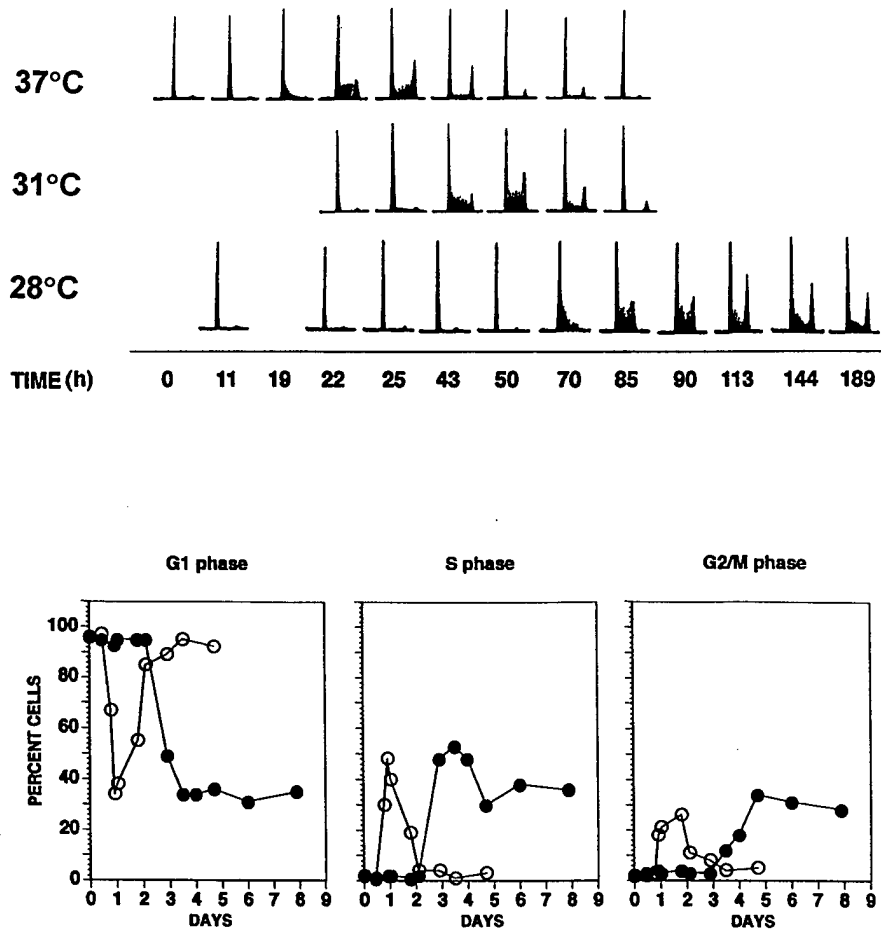 37°C
31°C
28°C
TIME (h) 0 11 19 22 25 43 50 70 85 90 113 144 189
G1 phase S phase G2/M phase
PERCENT CELLS
100
80
60
40
20
0
0 1 2 3 4 5 6 7 8 9
0 1 2 3 4 5 6 7 8 9
0 1 2 3 4 5 6 7 8 9
DAYS DAYS DAYS